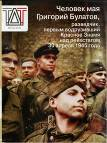 Человек мая
Григорий Булатов,
разведчик,
первым водрузивший
Красное Знамя
над рейхстагом
30 апреля 1945 года